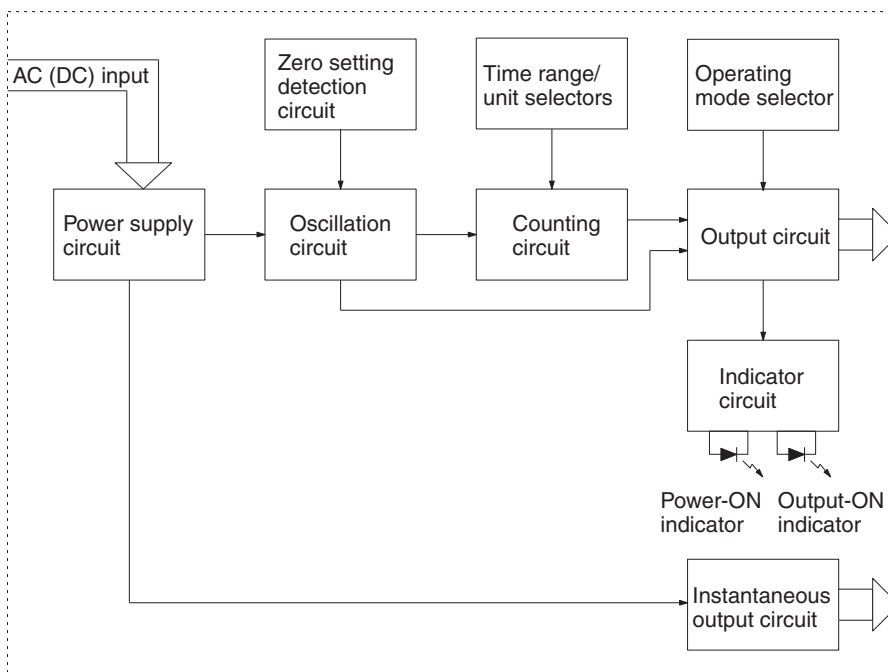 AC (DC) input
Zero setting
detection
circuit
Time range/
unit selectors
Operating
mode selector
Power supply
circuit
Oscillation
circuit
Counting
circuit
Output circuit
Indicator
circuit
Power-ON
indicator
Output-ON
indicator
Instantaneous
output circuit